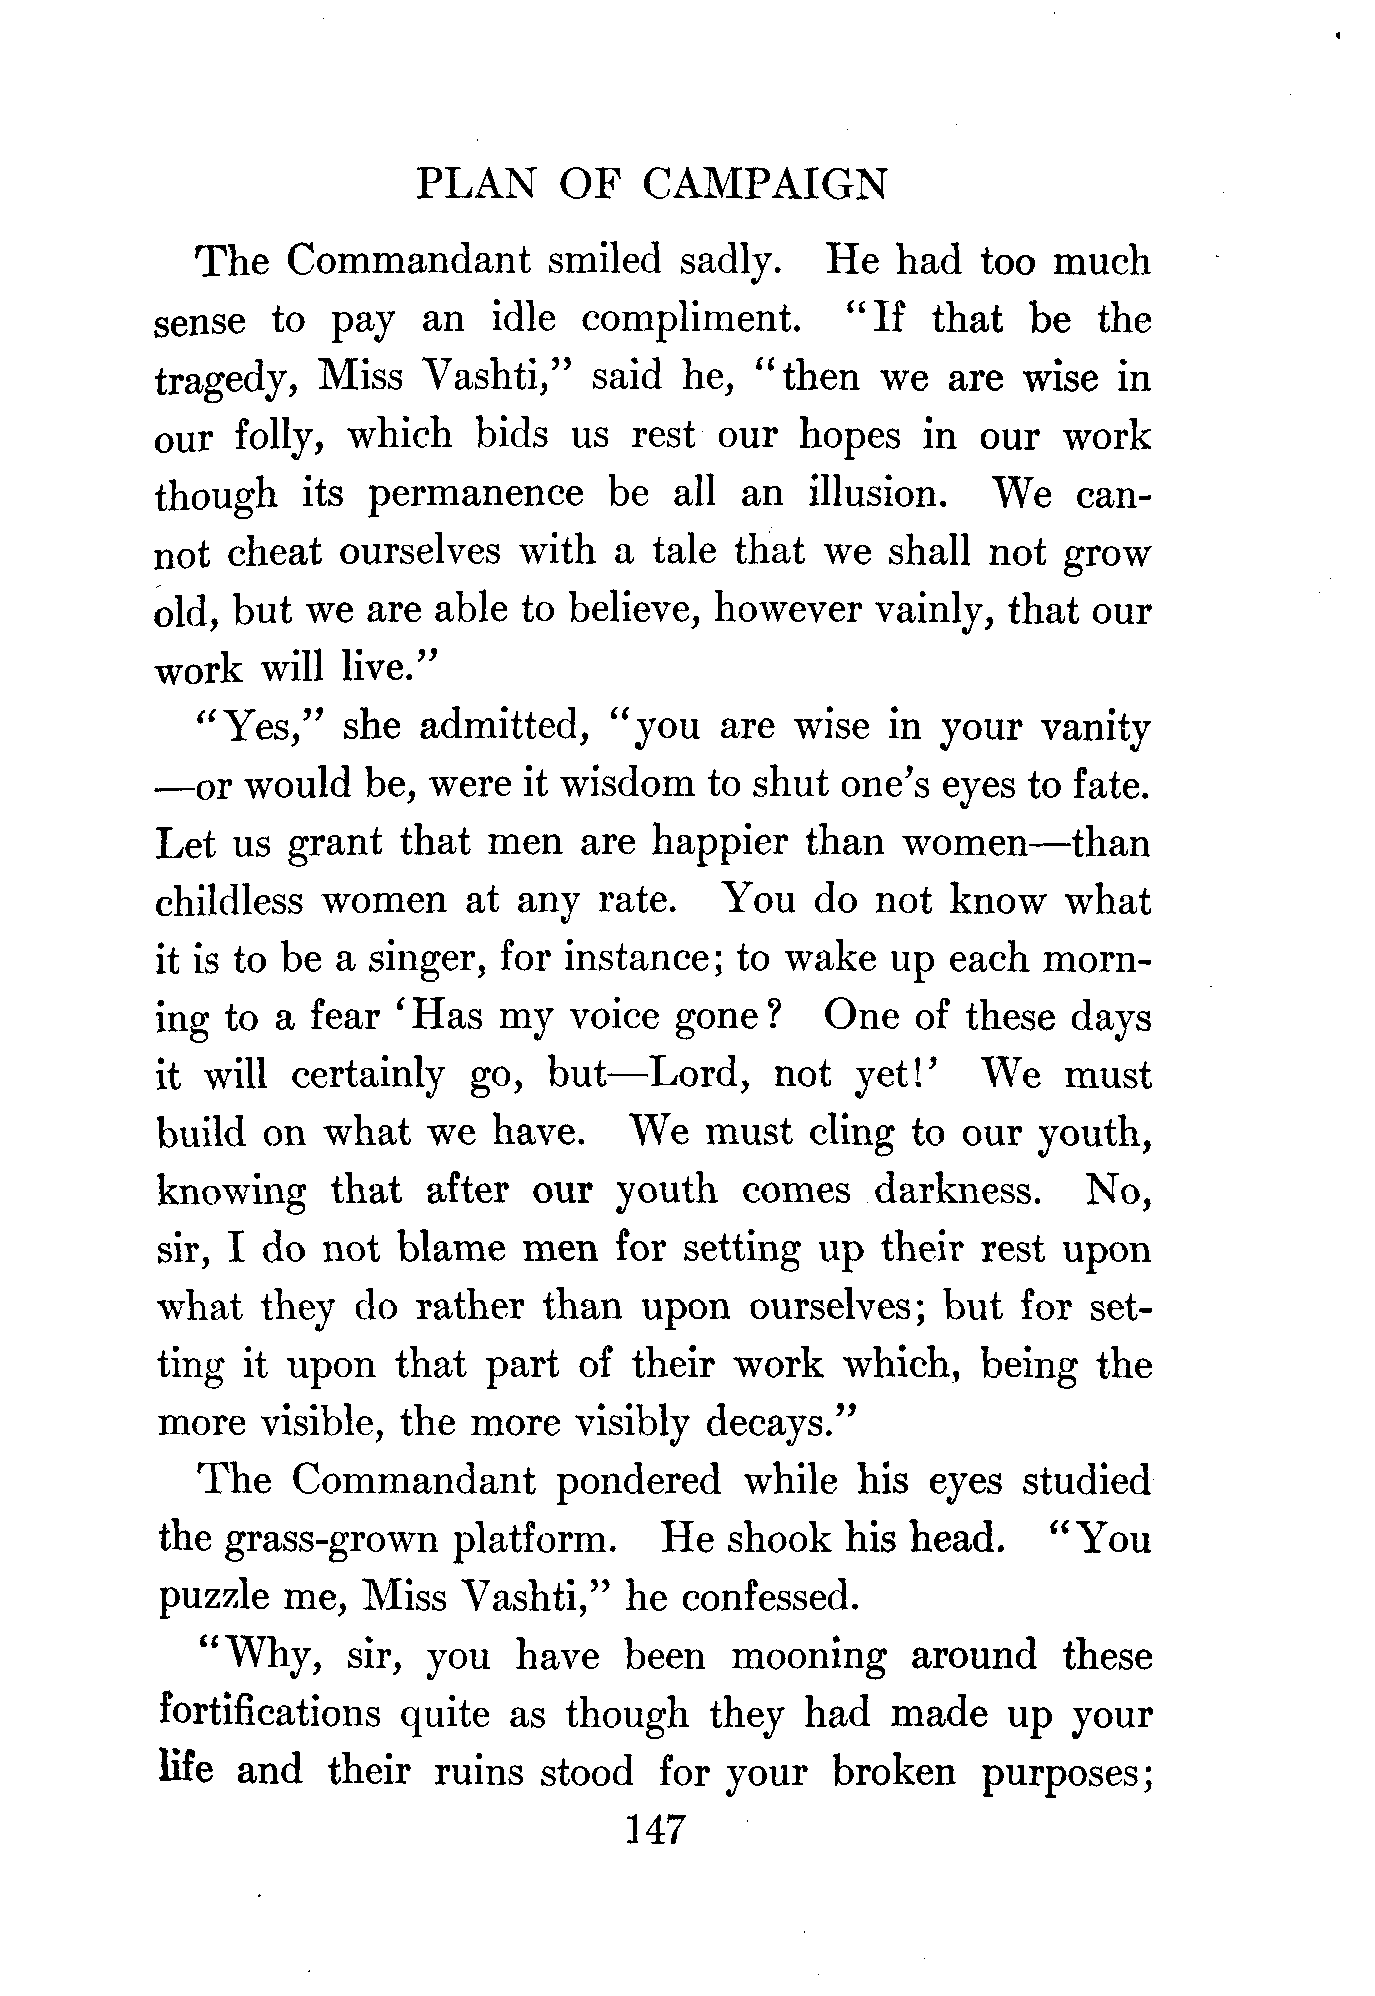 PLAN OF CAMPAIGN
The Commandant smiled sadly. He had too much
sense to pay an idle compliment. "If that be the
tragedy, Miss Vashti," said he, "then we are wise in
our folly, which bids us rest our hopes in our work
though its permanence be all an illusion. We can-
not cheat ourselves with a tale that we shall not grow
old, but we are able to believe, however vainly, that our
work will live."
"Yes," she admitted, "you are wise in your vanity
—or would be, were it wisdom to shut one's eyes to fate.
Let us grant that men are happier than women—than
childless women at any rate. You do not know what
it is to be a singer, for instance; to wake up each morn-
ing to a fear 'Has my voice gone? One of these days
it will certainly go, but—Lord, not yet!' We must
build on what we have. We must cling to our youth,
knowing that after our youth comes darkness. No,
sir, I do not blame men for setting up their rest upon
what they do rather than upon ourselves; but for set-
ting it upon that part of their work which, being the
more visible, the more visibly decays."
The Commandant pondered while his eyes studied
the grass-grown platform. He shook his head. "You
puzzle me, Miss Vashti," he confessed.
"Why, sir, you have been mooning around these
fortifications quite as though they had made up your
life and their ruins stood for your broken purposes;
147